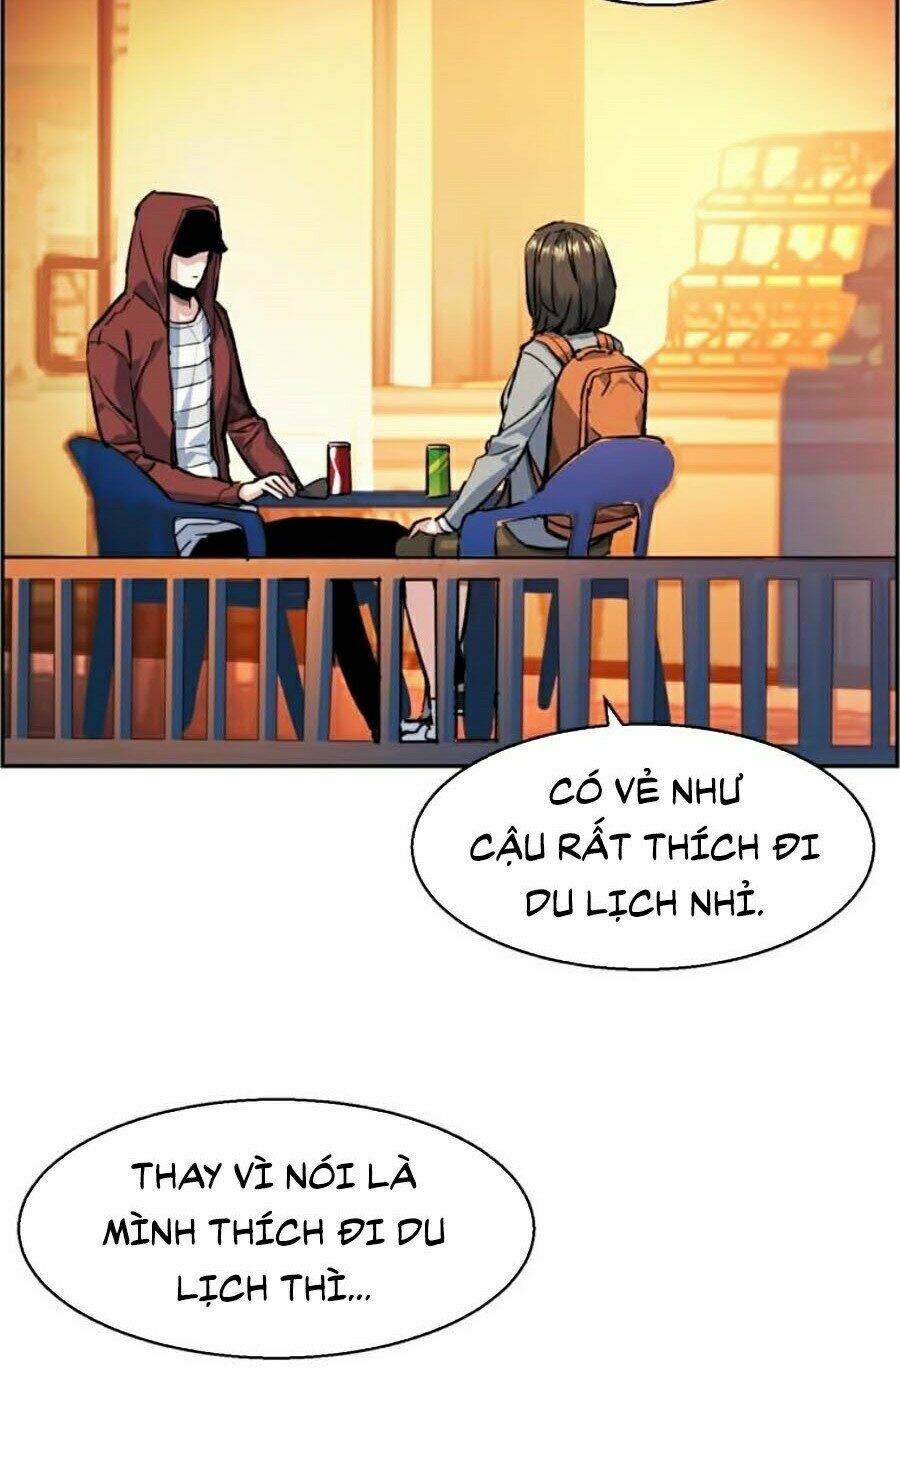 CÓ VẺ NHƯ
CẬU RẤT THÍCH ĐI
DU LỊCH NHỈ.
THAY VÌ NÓI LÀ
MÌNH THÍCH ĐI DU
LỊCH THÌ...